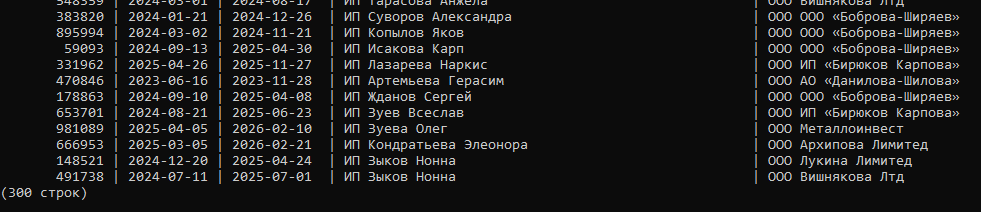 548359 | 2024-03-01 | 2024-08-17 | ИП Тарасова Анжела | ООО Вишнякова Лтд
383820 | 2024-01-21 | 2024-12-26 | ИП Суворов Александра | ООО ООО «Боброва-Ширяев»
895994 | 2024-03-02 | 2024-11-21 | ИП Копылов Яков | ООО ООО «Боброва-Ширяев»
59093 | 2024-09-13 | 2025-04-30 | ИП Исакова Карп | ООО ООО «Боброва-Ширяев»
331962 | 2025-04-26 | 2025-11-27 | ИП Лазарева Наркис | ООО ИП «Бирюков Карпова»
470846 | 2023-06-16 | 2023-11-28 | ИП Артемьева Герасим | ООО АО «Данилова-Шилова»
178863 | 2024-09-10 | 2025-04-08 | ИП Жданов Сергей | ООО ООО «Боброва-Ширяев»
653701 | 2024-08-21 | 2025-06-23 | ИП Зуев Всеслав | ООО ИП «Бирюков Карпова»
981089 | 2025-04-05 | 2026-02-10 | ИП Зуева Олег | ООО Металлоинвест
666953 | 2025-03-05 | 2026-02-21 | ИП Кондратьева Элеонора | ООО Архипова Лимитед
148521 | 2024-12-20 | 2025-04-24 | ИП Зыков Нонна | ООО Лукина Лимитед
491738 | 2024-07-11 | 2025-07-01 | ИП Зыков Нонна | ООО Вишнякова Лтд
(300 строк)